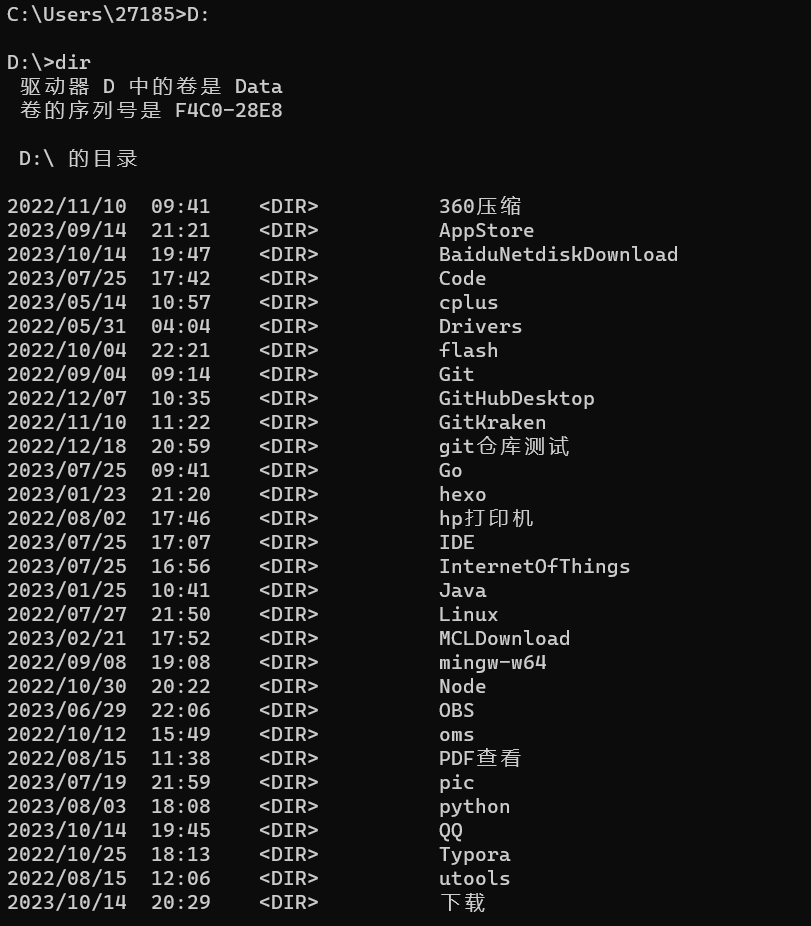 C:\Users\27185>D:
D:\>dir
驱动器 D 中的卷是 Data
卷的序列号是 F4C0-28E8
D:\ 的目录
2022/11/10  09:41    <DIR>          360压缩
2023/09/14  21:21    <DIR>          AppStore
2023/10/14  19:47    <DIR>          BaiduNetdiskDownload
2023/07/25  17:42    <DIR>          Code
2023/05/14  10:57    <DIR>          cplus
2022/05/31  04:04    <DIR>          Drivers
2022/10/04  22:21    <DIR>          flash
2022/09/04  09:14    <DIR>          Git
2022/12/07  10:35    <DIR>          GitHubDesktop
2022/11/10  11:22    <DIR>          GitKraken
2022/12/18  20:59    <DIR>          git仓库测试
2023/07/25  09:41    <DIR>          Go
2023/01/23  21:20    <DIR>          hexo
2022/08/02  17:46    <DIR>          hp打印机
2023/07/25  17:07    <DIR>          IDE
2023/07/25  16:56    <DIR>          InternetOfThings
2023/01/25  10:41    <DIR>          Java
2022/07/27  21:50    <DIR>          Linux
2023/02/21  17:52    <DIR>          MCLDownload
2022/09/08  19:08    <DIR>          mingw-w64
2022/10/30  20:22    <DIR>          Node
2023/06/29  22:06    <DIR>          OBS
2022/10/12  15:49    <DIR>          oms
2022/08/15  11:38    <DIR>          PDF查看
2023/07/19  21:59    <DIR>          pic
2023/08/03  18:08    <DIR>          python
2023/10/14  19:45    <DIR>          QQ
2022/10/25  18:13    <DIR>          Typora
2022/08/15  12:06    <DIR>          utools
2023/10/14  20:29    <DIR>          下载